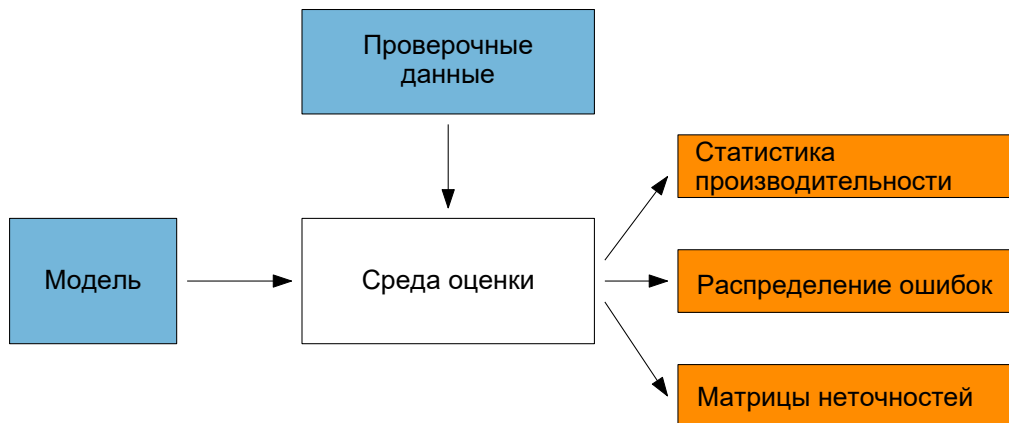 Проверочные
данные
Статистика
производительности
Модель
Среда оценки
Распределение ошибок
Матрицы неточностей